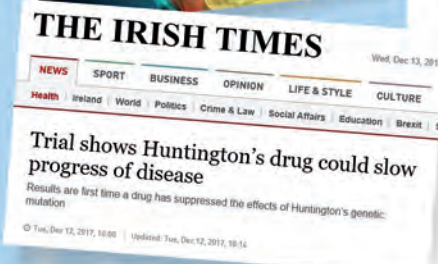 THE IRISH TIMES
Wed, Dec 13, 201
NEWS SPORT BUSINESS OPINION LIFE & STYLE CULTURE
Health Ireland World Politics Crime & Law Social Affairs Education Brexit
Trial shows Huntington's drug could slow
progress of disease
Results are first time a drug has suppressed the effects of Huntington's genetic
mutation
Tue, Dec 12, 2017, 10:00 Updated: Tue, Dec 12, 2017, 10:14